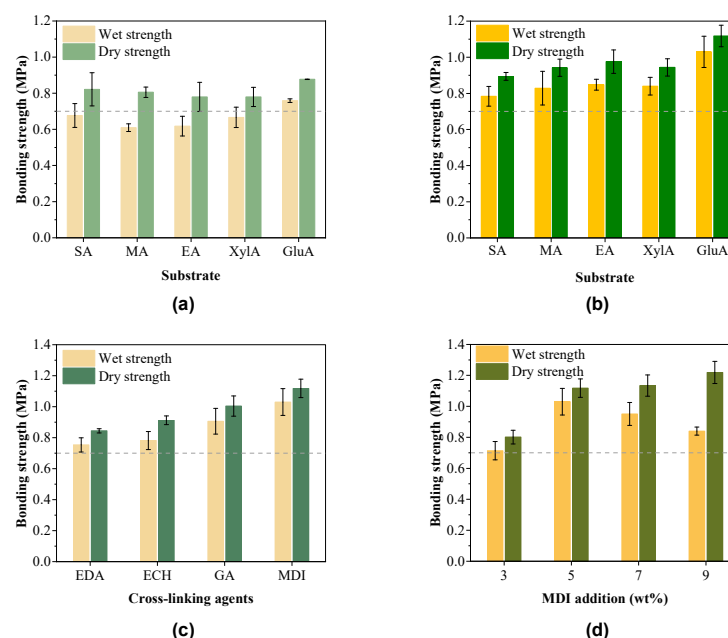 1.2
1.0
0.8
0.6
0.4
0.2
0.0
Bonding strength (MPa)
Wet strength
Dry strength
SA MA EA XylA GluA
Substrate
(a)
1.2
1.0
0.8
0.6
0.4
0.2
0.0
Bonding strength (MPa)
Wet strength
Dry strength
SA MA EA XylA GluA
Substrate
(b)
1.4
1.2
1.0
0.8
0.6
0.4
0.2
0.0
Bonding strength (MPa)
Wet strength
Dry strength
EDA ECH GA MDI
Cross-linking agents
(c)
1.4
1.2
1.0
0.8
0.6
0.4
0.2
0.0
Bonding strength (MPa)
Wet strength
Dry strength
3 5 7 9
MDI addition (wt%)
(d)